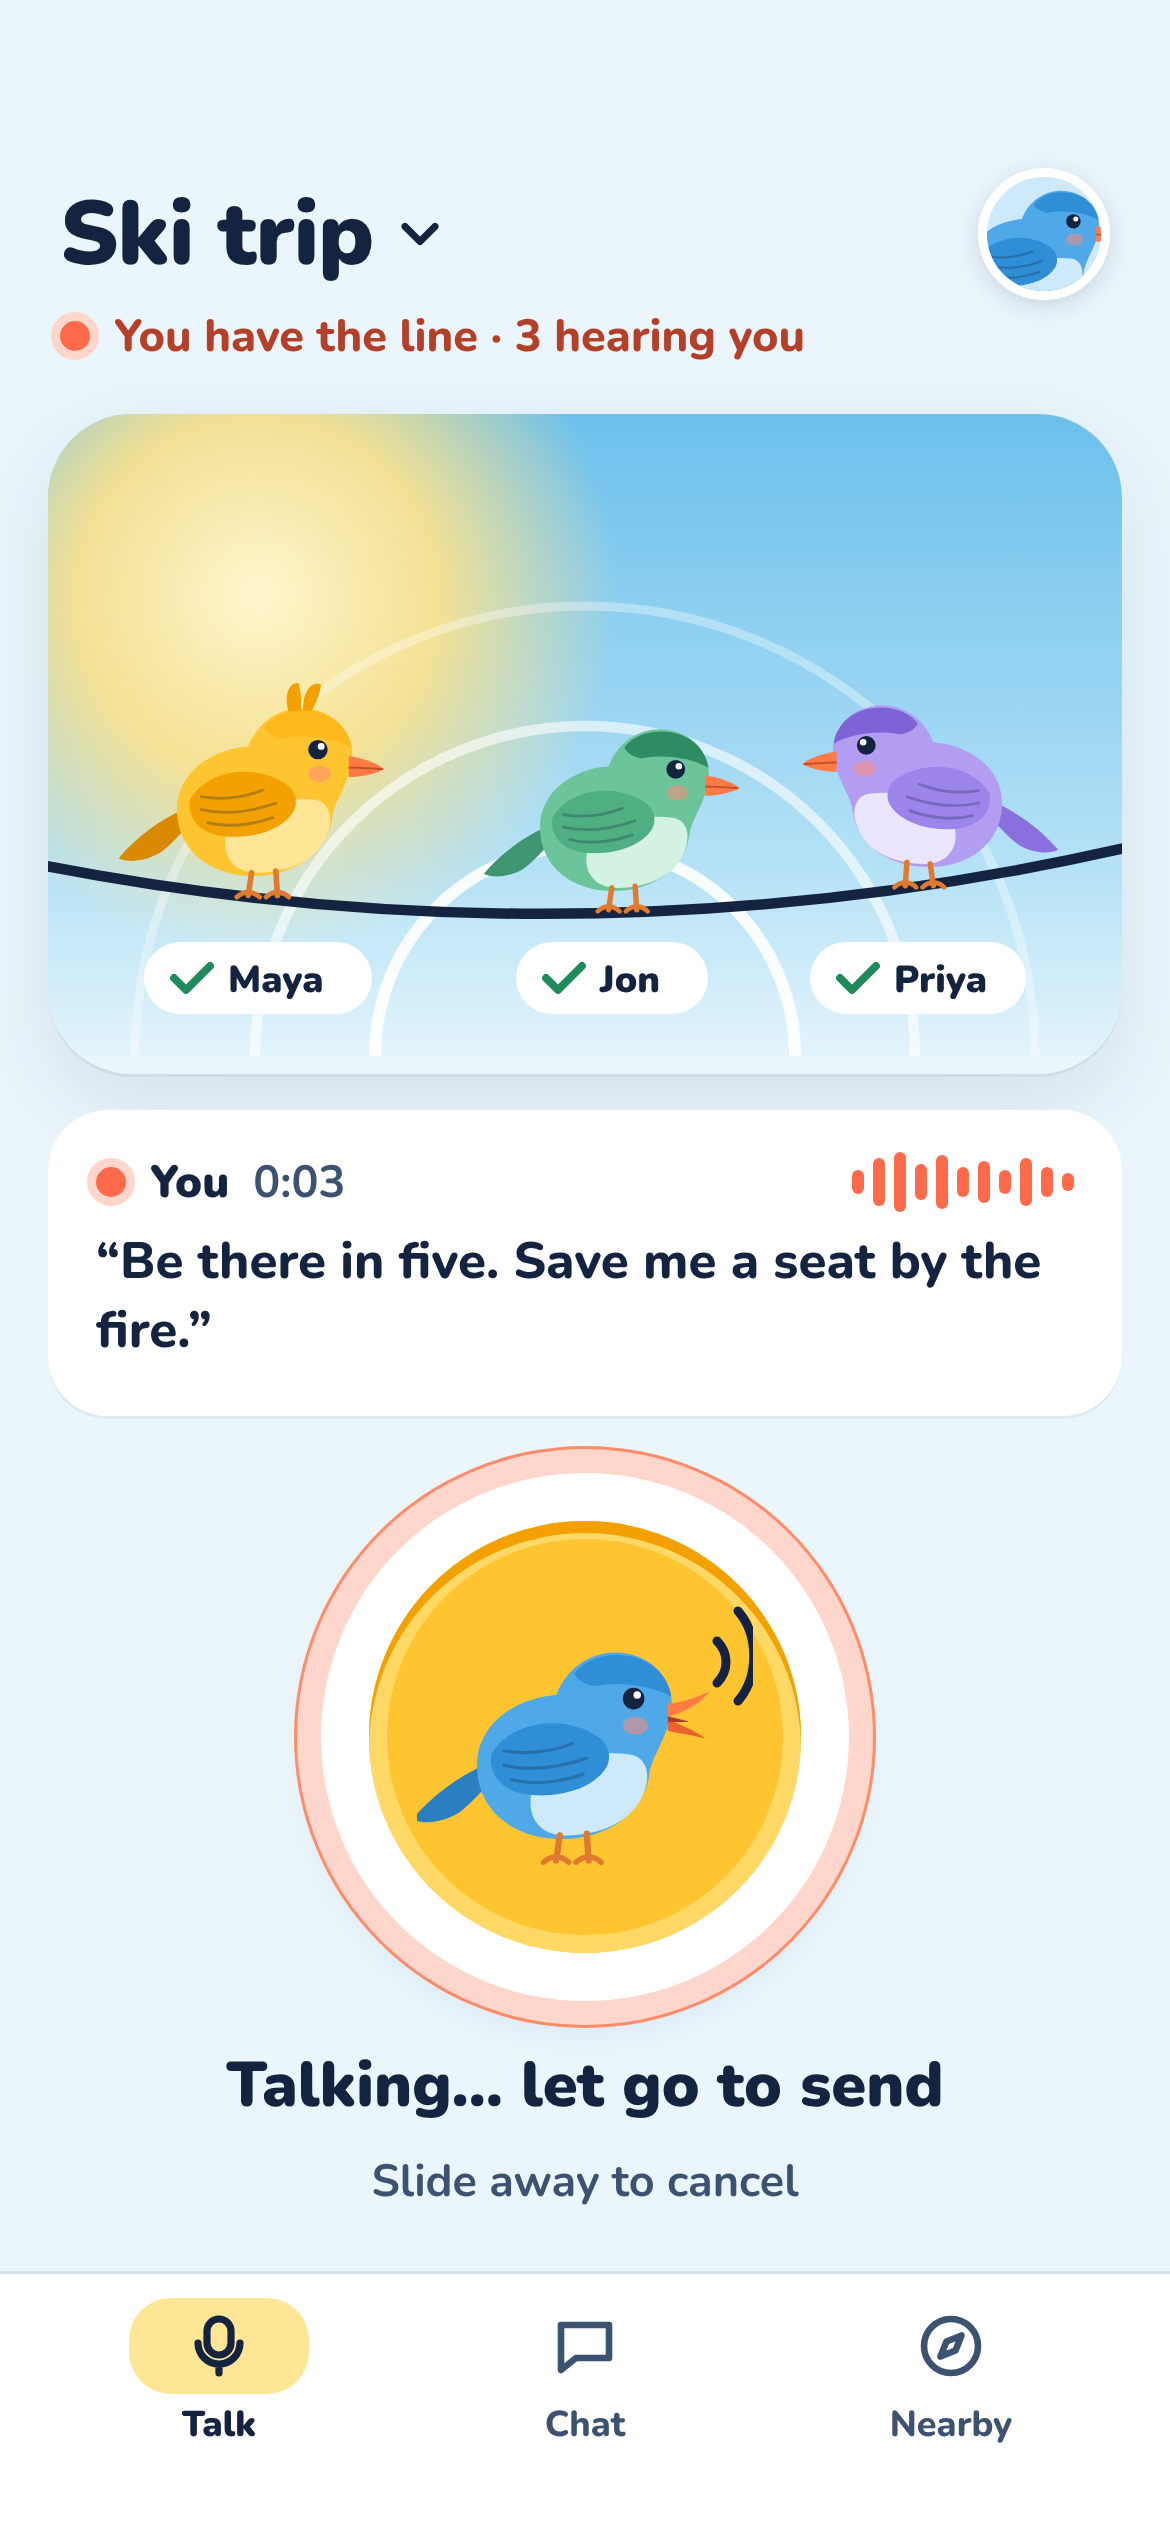 Ski trip
You have the line · 3 hearing you
Maya
Jon
Priya
You 0:03
“Be there in five. Save me a seat by the
fire.”
Talking... let go to send
Slide away to cancel
Talk
Chat
Nearby